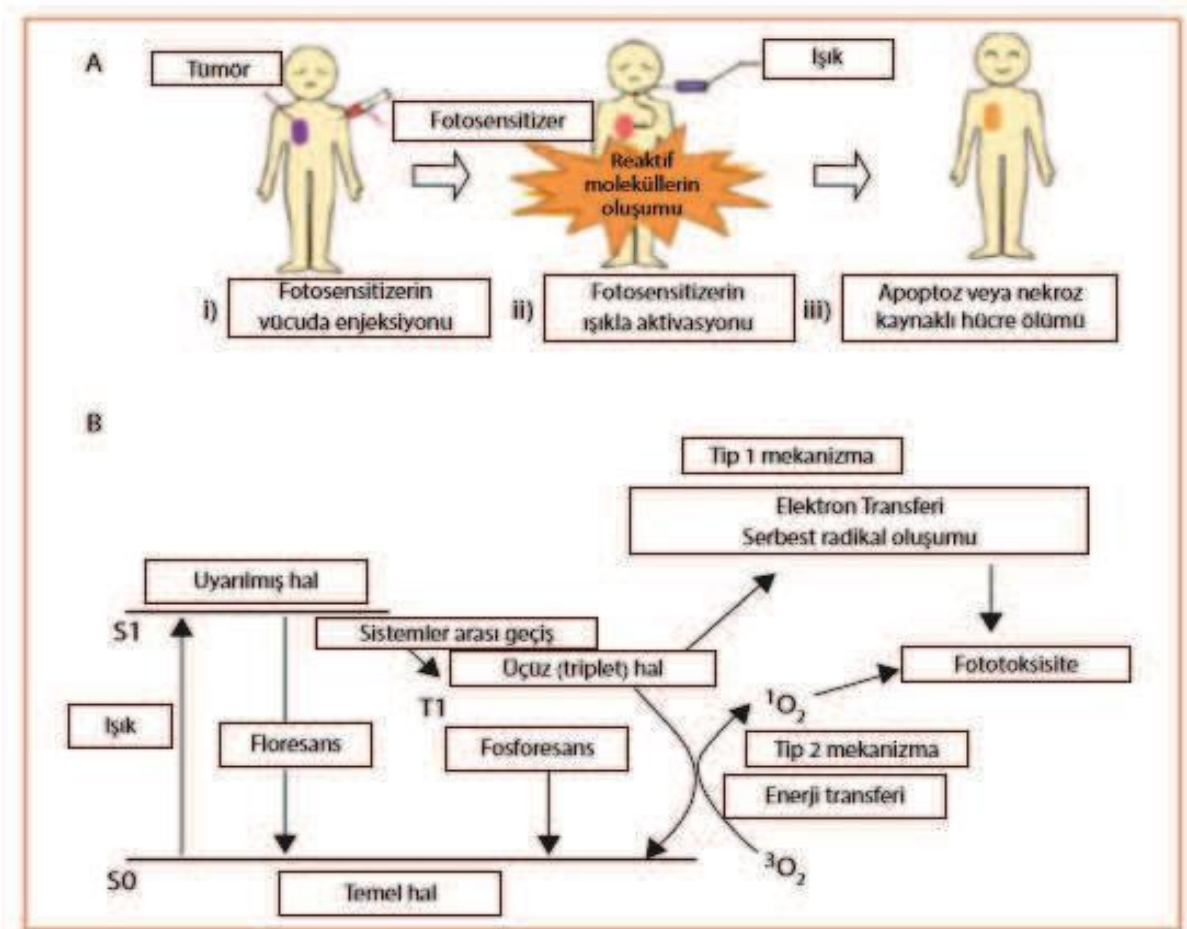 A
Tümör
Fotosensitizer
Işık
Reaktif
moleküllerin
oluşumu
i)
Fotosensitizerin
vücuda enjeksiyonu
ii)
Fotosensitizerin
ışıkla aktivasyonu
iii)
Apoptoz veya nekroz
kaynaklı hücre ölümü
B
Tip 1 mekanizma
Elektron Transferi
Serbest radikal oluşumu
Uyarılmış hal
S1
Sistemler arası geçiş
Üçüz (triplet) hal
T1
Fototoksisite
¹O₂
Işık
Floresans
Fosforesans
Tip 2 mekanizma
Enerji transferi
³O₂
S0
Temel hal